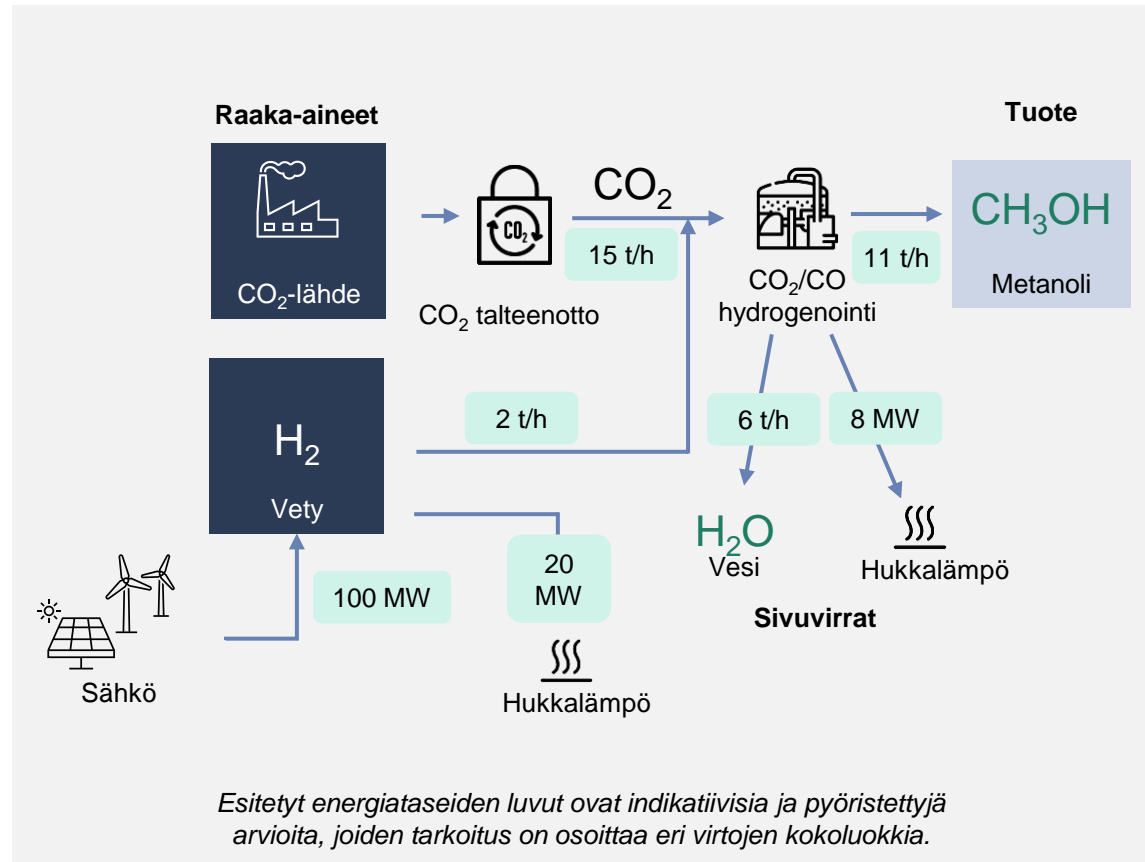 Raaka-aineet
Tuote
CO₂
CO₂
CH₃OH
15 t/h
11 t/h
CO₂-lähde
CO₂ talteenotto
CO₂/CO
hydrogenointi
Metanoli
2 t/h
6 t/h
8 MW
H₂
Vety
H₂O
Vesi
Hukkalämpö
20
MW
100 MW
Sivuvirrat
Sähkö
Hukkalämpö
Esitetyt energiataseiden luvut ovat indikatiivisia ja pyöristettyjä
arvioita, joiden tarkoitus on osoittaa eri virtojen kokoluokkia.